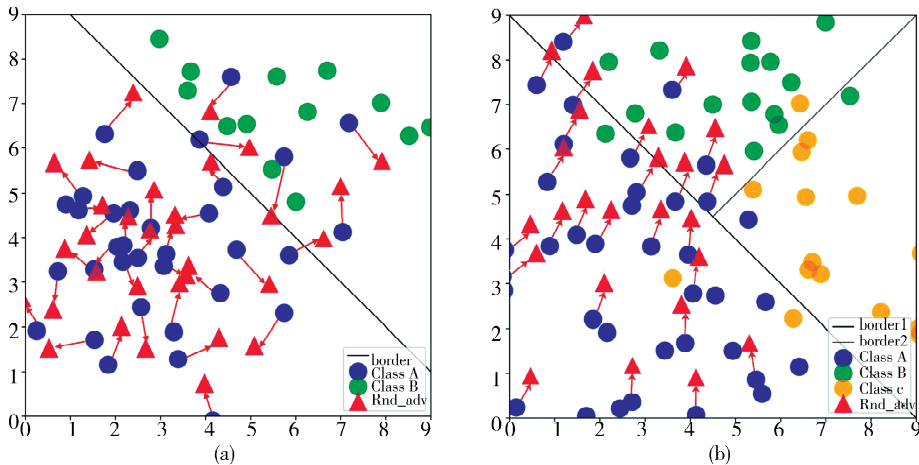 9
8
7
6
5
4
3
2
1
0
0 1 2 3 4 5 6 7 8 9
border
Class A
Class B
Rnd_adv
(a)
9
8
7
6
5
4
3
2
1
0
0 1 2 3 4 5 6 7 8 9
border1
border2
Class A
Class B
Class c
Rnd_adv
(b)